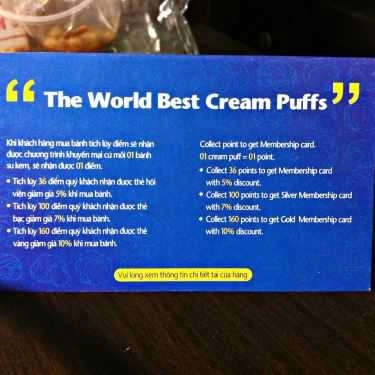 “ The World Best Cream Puffs ”
Khi khách hàng mua bánh tích lũy điểm sẽ nhận
được chương trình khuyến mại cứ mỗi 01 bánh
su kem, sẽ nhận được 01 điểm.
• Tích lũy 36 điểm quý khách nhận được thẻ hội
viên giảm giá 5% khi mua bánh.
• Tích lũy 100 điểm quý khách nhận được thẻ
bạc giảm giá 7% khi mua bánh.
• Tích lũy 160 điểm quý khách nhận được thẻ
vàng giảm giá 10% khi mua bánh.
Collect point to get Membership card.
01 cream puff = 01 point.
• Collect 36 points to get Membership card
with 5% discount.
• Collect 100 points to get Silver Membership card
with 7% discount.
• Collect 160 points to get Gold Membership card
with 10% discount.
Vui lòng xem thông tin chi tiết tại cửa hàng